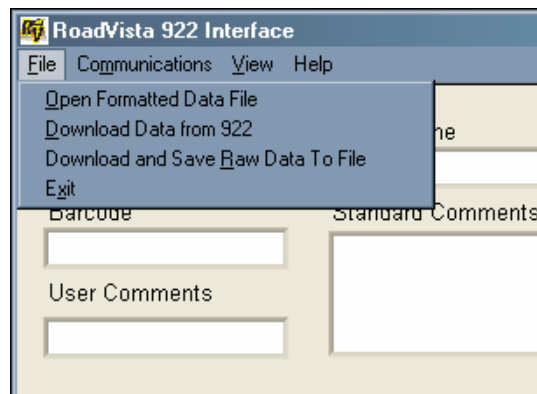 RoadVista 922 Interface
File Communications View Help
Open Formatted Data File
Download Data from 922
Download and Save Raw Data To File
Exit
Barcode Standard Comments
User Comments